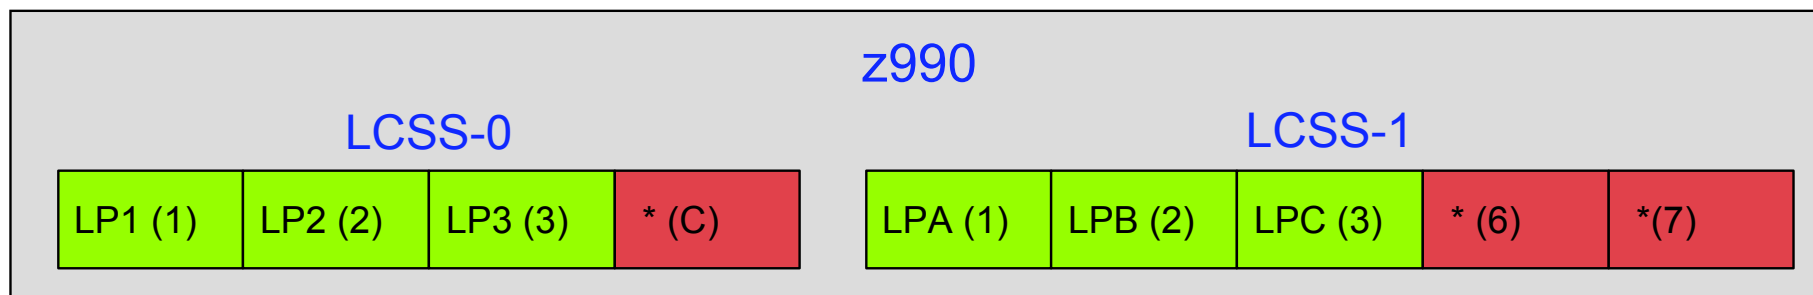 z990
LCSS-0
LCSS-1
LP1 (1) LP2 (2) LP3 (3) * (C) LPA (1) LPB (2) LPC (3) * (6) *(7)